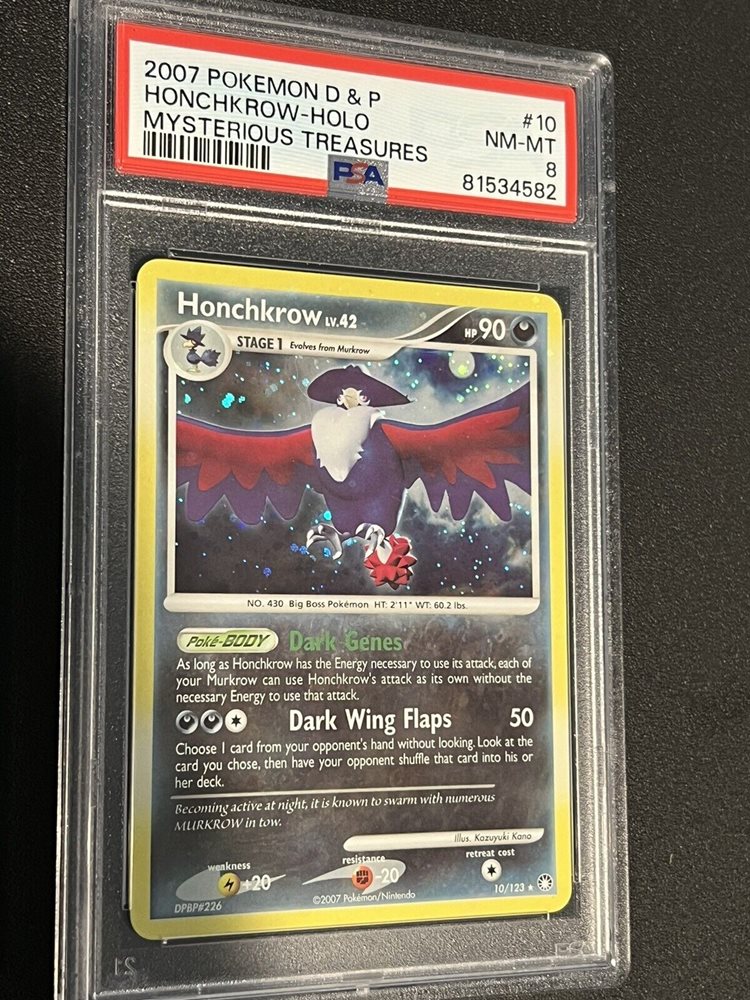 2007 POKEMON D & P
HONCHKROW-HOLO
MYSTERIOUS TREASURES
#10
NM-MT
8
81534582
PSA
Honchkrow LV.42
HP 90
STAGE 1 Evolves from Murkrow
NO. 430 Big Boss Pokémon HT: 2'11" WT: 60.2 lbs.
Poké-BODY Dark Genes
As long as Honchkrow has the Energy necessary to use its attack, each of
your Murkrow can use Honchkrow's attack as its own without the
necessary Energy to use that attack.
Dark Wing Flaps 50
Choose 1 card from your opponent's hand without looking. Look at the
card you chose, then have your opponent shuffle that card into his or
her deck.
Becoming active at night, it is known to swarm with numerous
MURKROW in tow.
Illus. Kazuyuki Kano
weakness
+20
resistance
-20
retreat cost
DPBP#226
©2007 Pokémon/Nintendo
10/123